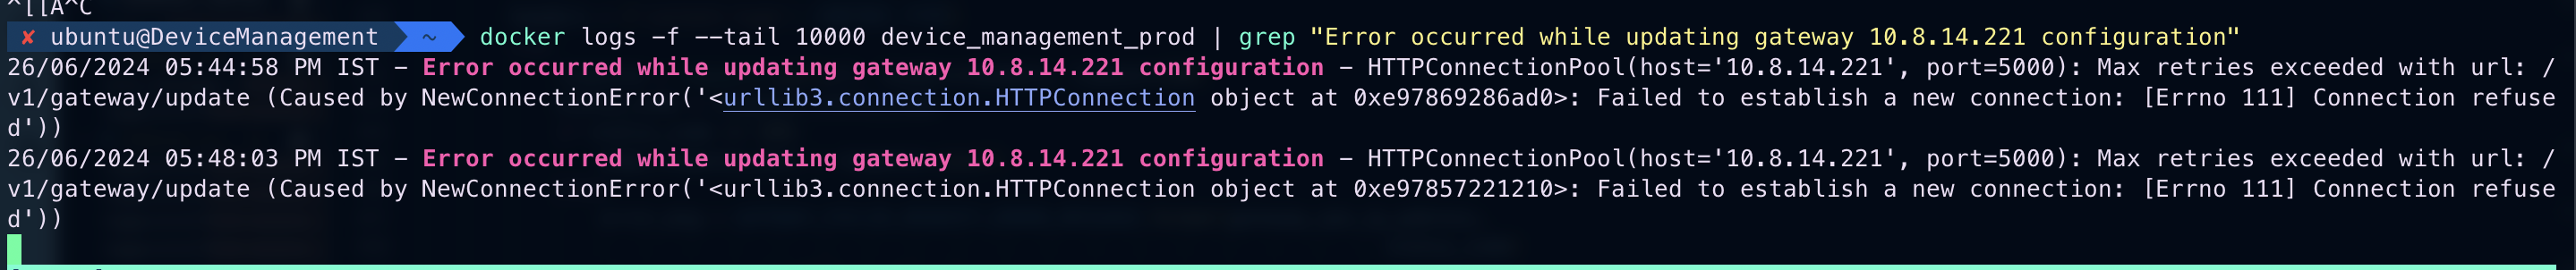 ^[[A^C
✘ ubuntu@DeviceManagement ~ docker logs -f --tail 10000 device_management_prod | grep "Error occurred while updating gateway 10.8.14.221 configuration"
26/06/2024 05:44:58 PM IST - Error occurred while updating gateway 10.8.14.221 configuration - HTTPConnectionPool(host='10.8.14.221', port=5000): Max retries exceeded with url: /
v1/gateway/update (Caused by NewConnectionError('<urllib3.connection.HTTPConnection object at 0xe97869286ad0>: Failed to establish a new connection: [Errno 111] Connection refuse
d'))
26/06/2024 05:48:03 PM IST - Error occurred while updating gateway 10.8.14.221 configuration - HTTPConnectionPool(host='10.8.14.221', port=5000): Max retries exceeded with url: /
v1/gateway/update (Caused by NewConnectionError('<urllib3.connection.HTTPConnection object at 0xe97857221210>: Failed to establish a new connection: [Errno 111] Connection refuse
d'))